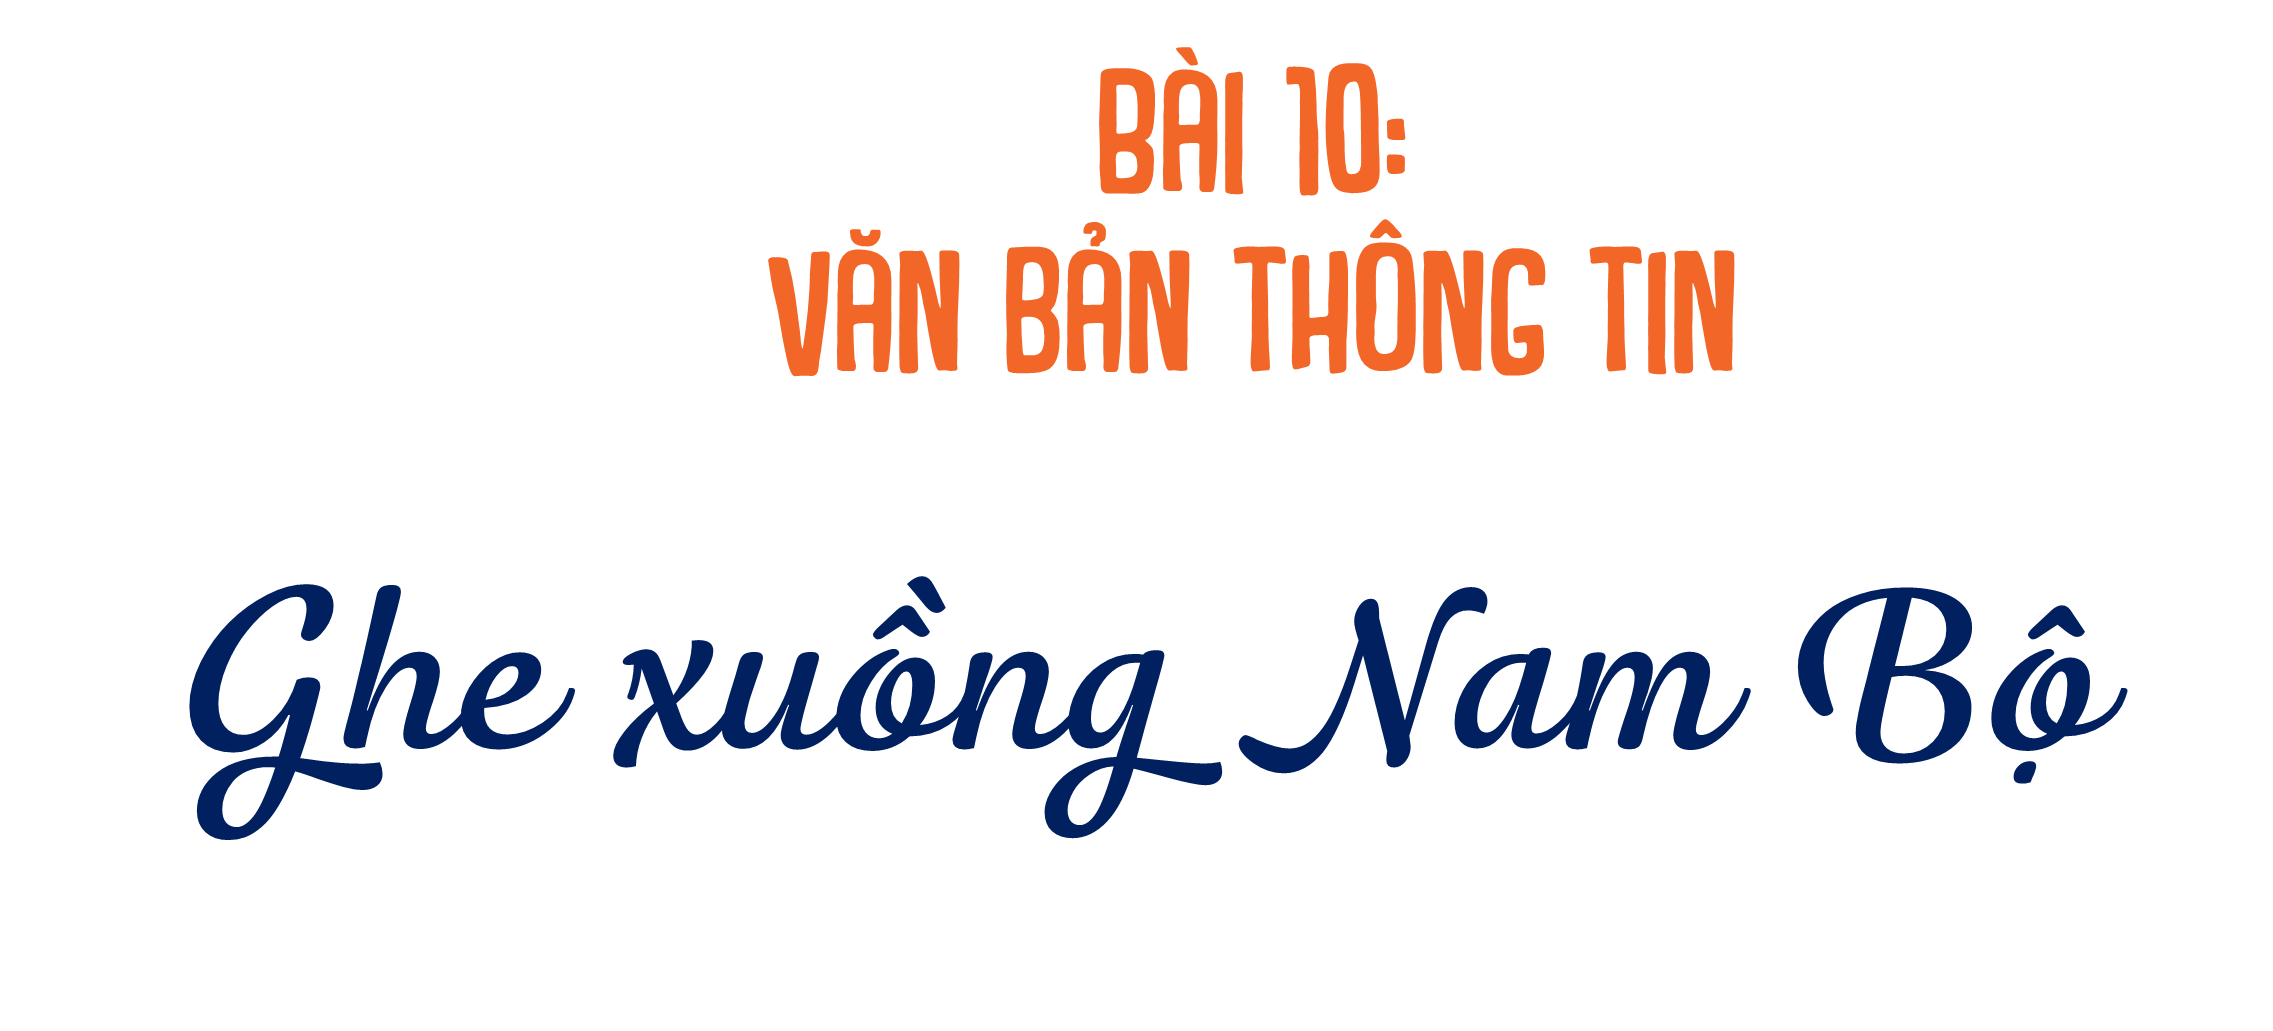 BÀI 10:
VĂN BẢN THÔNG TIN
Ghe xuồng Nam Bộ